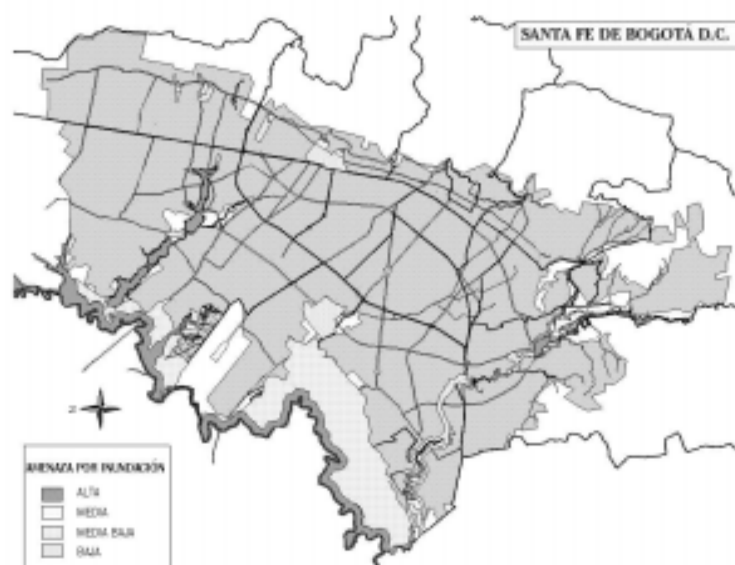 SANTA FE DE BOGOTÁ D.C.
AMENAZA POR INUNDACIÓN
ALTA
MEDIA
MEDIA BAJA
BAJA